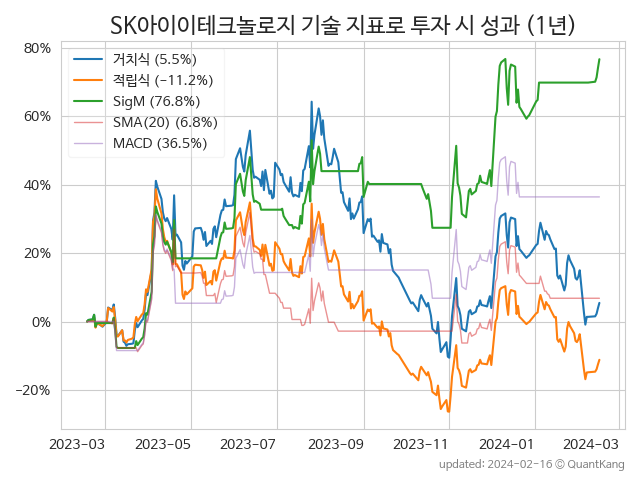 SK아이이테크놀로지 기술 지표로 투자 시 성과 (1년)
80%
60%
40%
20%
0%
−20%
거치식 (5.5%)
적립식 (−11.2%)
SigM (76.8%)
SMA(20) (6.8%)
MACD (36.5%)
2023-03 2023-05 2023-07 2023-09 2023-11 2024-01 2024-03
updated: 2024-02-16 © QuantKang